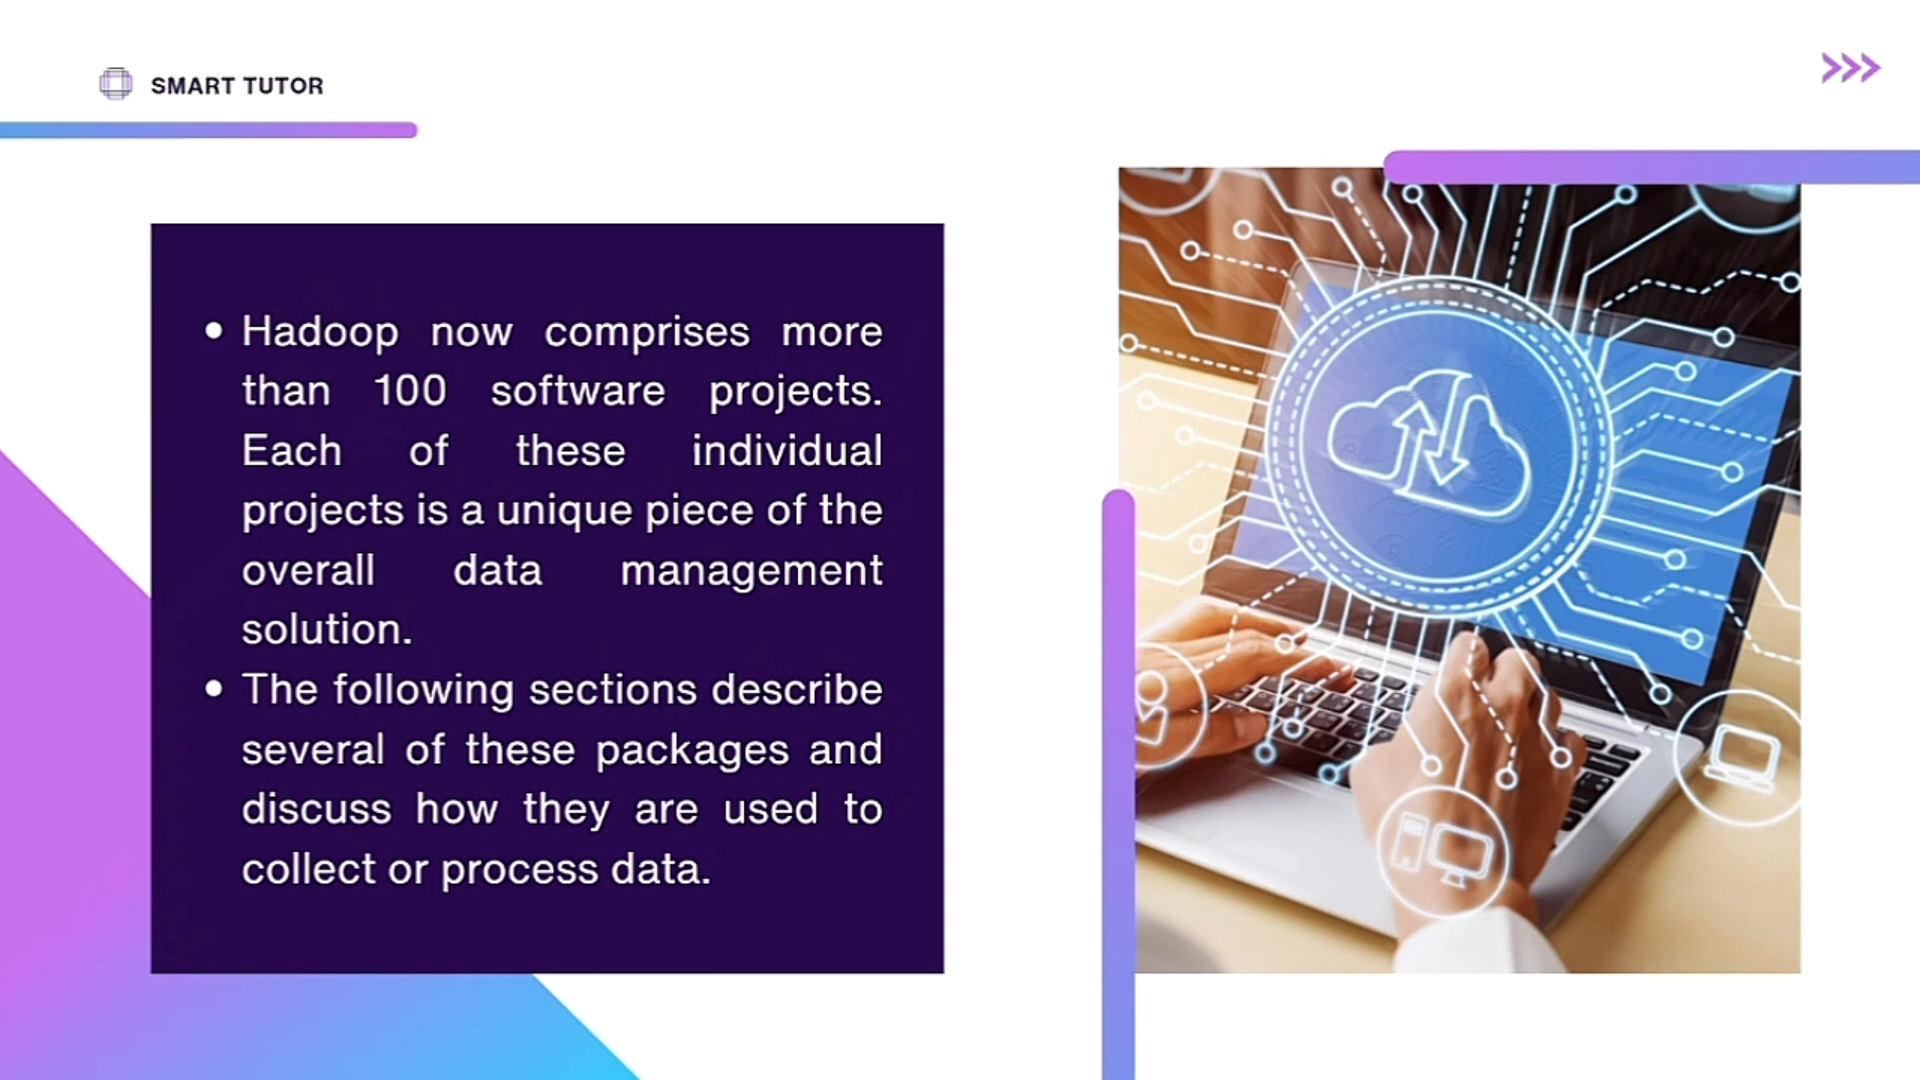 SMART TUTOR
• Hadoop now comprises more
than 100 software projects.
Each of these individual
projects is a unique piece of the
overall data management
solution.
• The following sections describe
several of these packages and
discuss how they are used to
collect or process data.